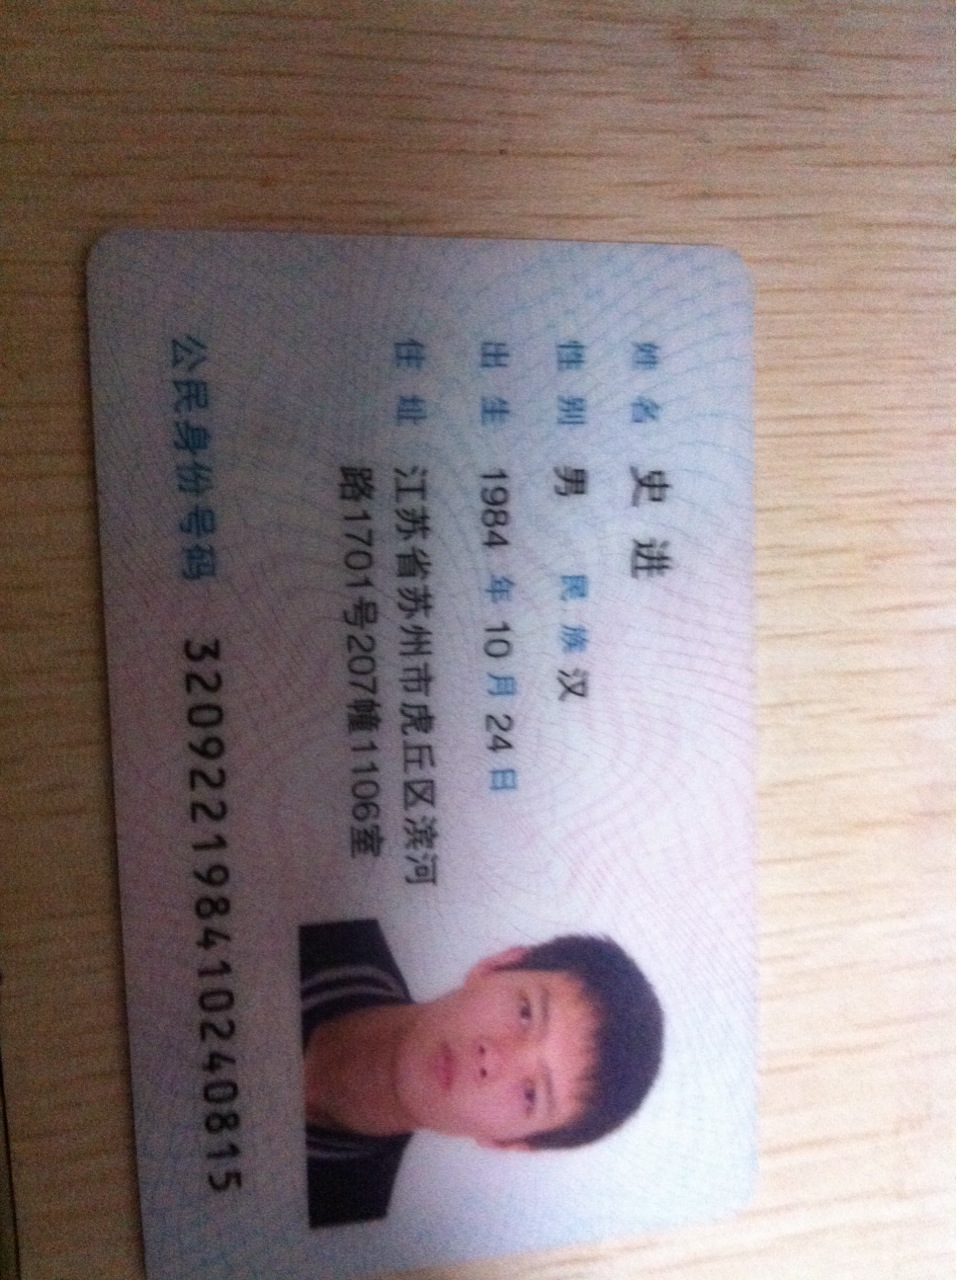 姓名 史进
性别 男 民族 汉
出生 1984 年 10 月 24 日
住址 江苏省苏州市虎丘区滨河
路1701号207幢1106室
公民身份号码 320922198410240815